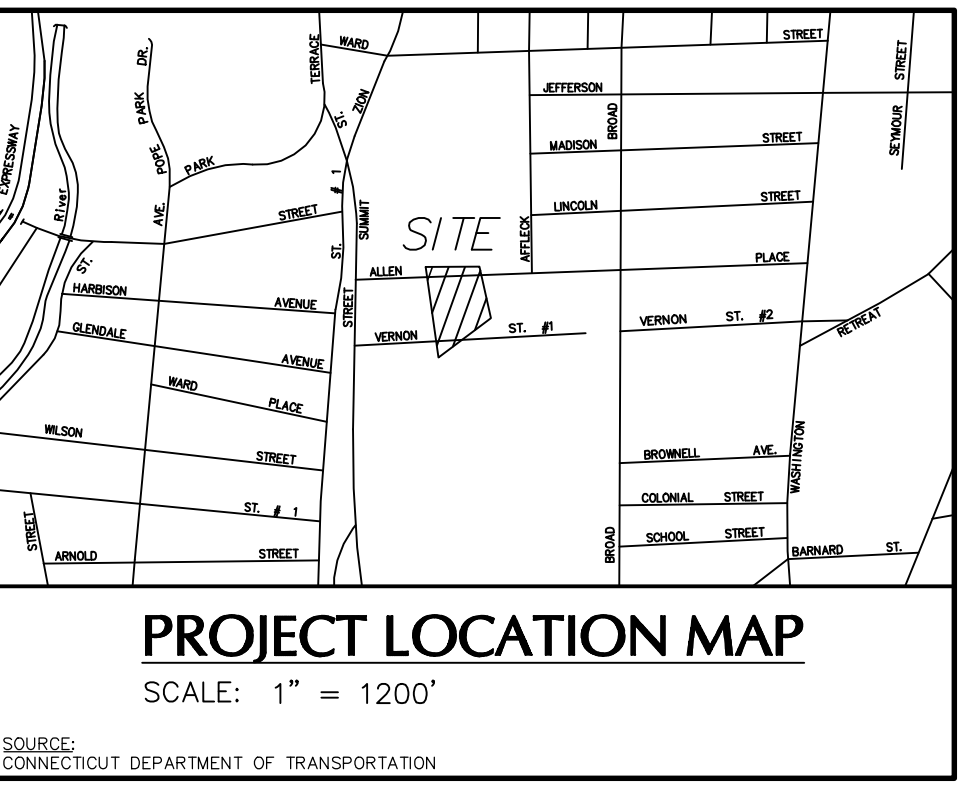 WARD STREET
TERRACE
ST. ZION
JEFFERSON STREET
SEYMOUR
BROAD
MADISON STREET
LINCOLN STREET
AFFLECK
EXPRESSWAY
River
POPE PARK DR.
PARK
AVE.
STREET
ST. # 1
SUMMIT
STREET
SITE
ALLEN PLACE
ST.
HARBISON AVENUE
GLENDALE AVENUE
VERNON ST. #1
VERNON ST. #2
RETREAT
WARD PLACE
WILSON STREET
ST. # 1
STREET
ARNOLD STREET
BROWNELL AVE.
WASHINGTON
COLONIAL STREET
SCHOOL STREET
BROAD
BARNARD ST.
PROJECT LOCATION MAP
SCALE: 1" = 1200'
SOURCE:
CONNECTICUT DEPARTMENT OF TRANSPORTATION